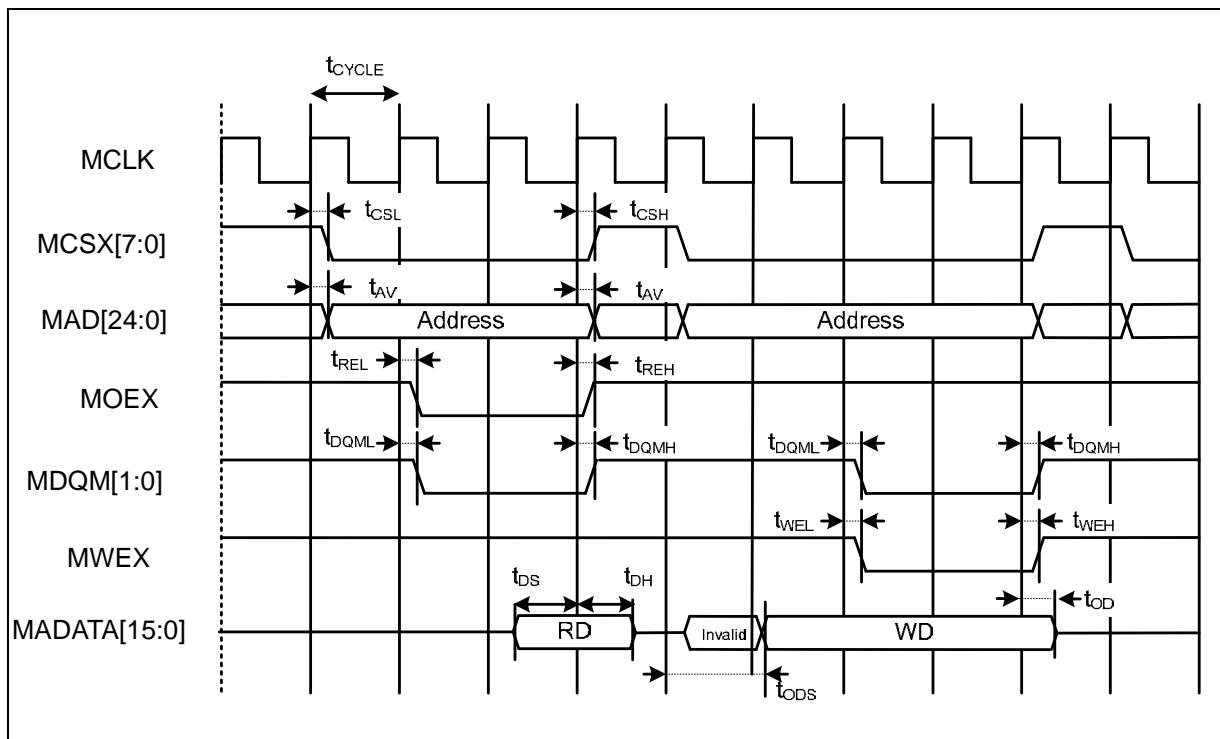 tCYCLE
MCLK
tCSL tCSH
MCSX[7:0]
tAV tAV
MAD[24:0] Address Address
tREL tREH
MOEX
tDQML tDQMH tDQML tDQMH
MDQM[1:0]
tWEL tWEH
MWEX
tDS tDH
tOD
MADATA[15:0] RD Invalid WD
tODS